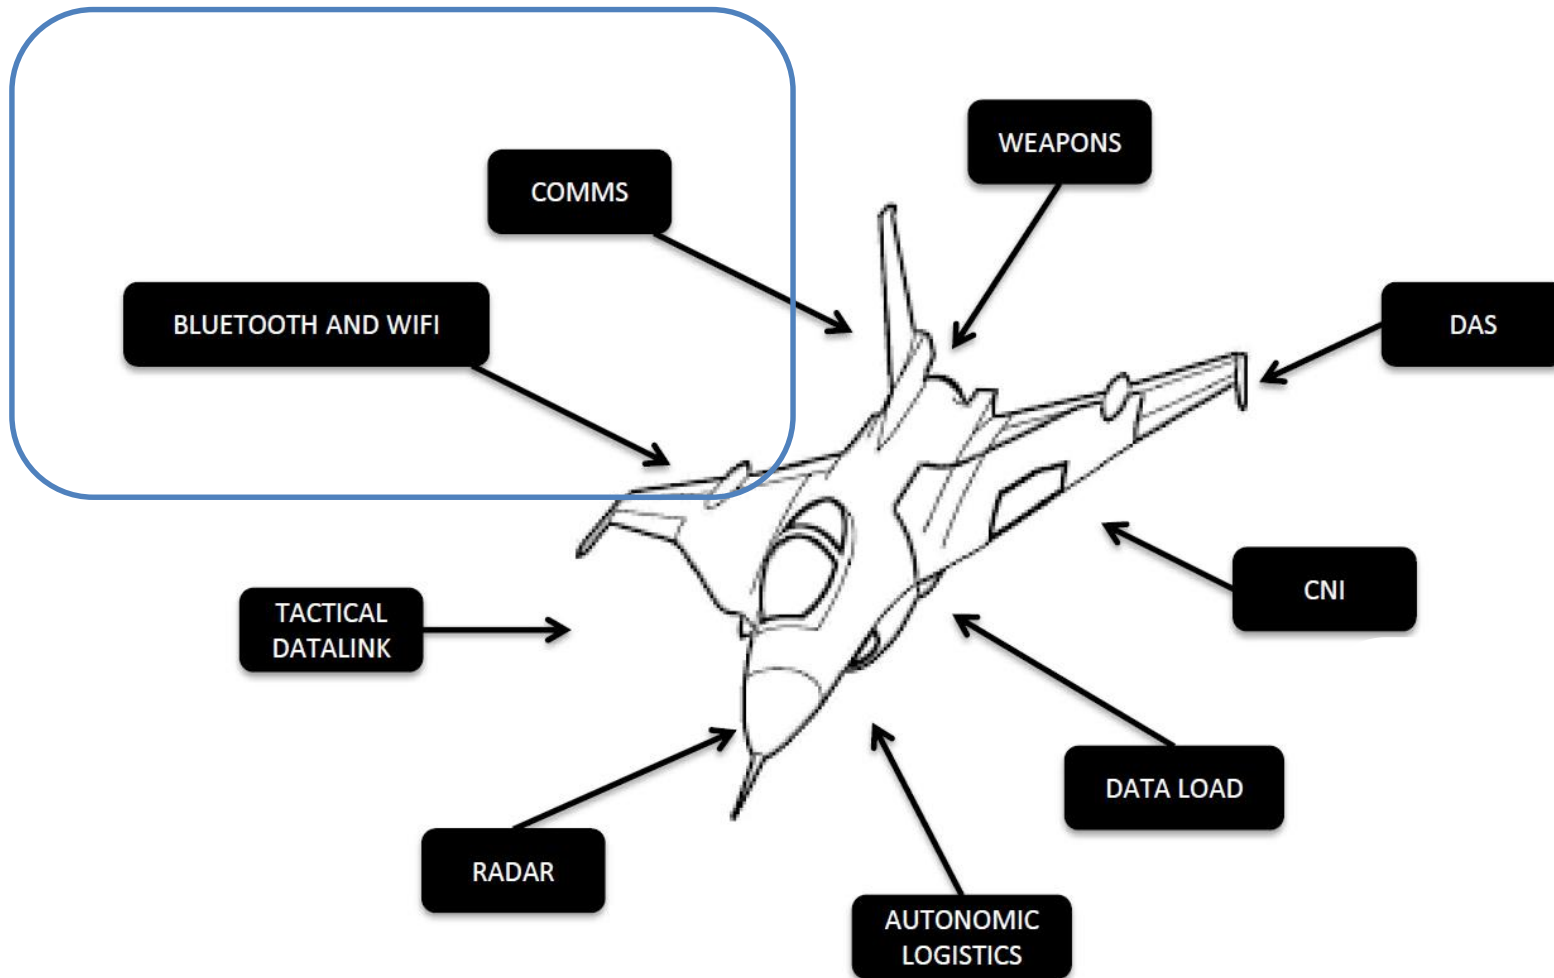 WEAPONS
COMMS
BLUETOOTH AND WIFI
DAS
CNI
TACTICAL
DATALINK
DATA LOAD
RADAR
AUTONOMIC
LOGISTICS